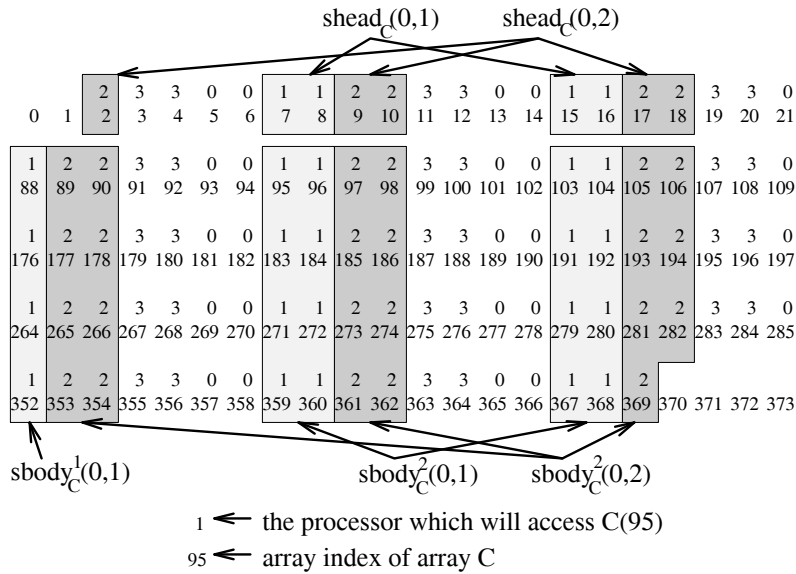 shead_C(0,1) shead_C(0,2)
2 3 3 0 0 1 1 2 2 3 3 0 0 1 1 2 2 3 3 0
0 1 2 3 4 5 6 7 8 9 10 11 12 13 14 15 16 17 18 19 20 21
1 2 2 3 3 0 0 1 1 2 2 3 3 0 0 1 1 2 2 3 3 0
88 89 90 91 92 93 94 95 96 97 98 99 100 101 102 103 104 105 106 107 108 109
1 2 2 3 3 0 0 1 1 2 2 3 3 0 0 1 1 2 2 3 3 0
176 177 178 179 180 181 182 183 184 185 186 187 188 189 190 191 192 193 194 195 196 197
1 2 2 3 3 0 0 1 1 2 2 3 3 0 0 1 1 2 2 3 3 0
264 265 266 267 268 269 270 271 272 273 274 275 276 277 278 279 280 281 282 283 284 285
1 2 2 3 3 0 0 1 1 2 2 3 3 0 0 1 1 2
352 353 354 355 356 357 358 359 360 361 362 363 364 365 366 367 368 369 370 371 372 373
sbody_C^1(0,1) sbody_C^2(0,1) sbody_C^2(0,2)
1 the processor which will access C(95)
95 array index of array C